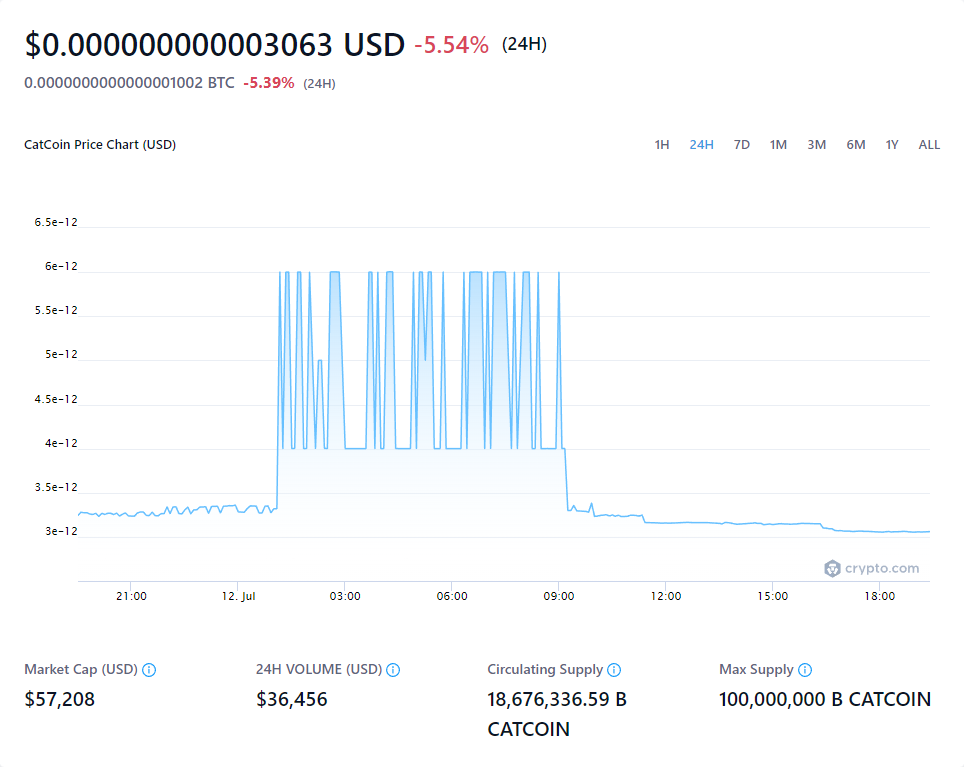 $0.000000000003063 USD -5.54% (24H)
0.0000000000000001002 BTC -5.39% (24H)
CatCoin Price Chart (USD) 1H 24H 7D 1M 3M 6M 1Y ALL
6.5e-12
6e-12
5.5e-12
5e-12
4.5e-12
4e-12
3.5e-12
3e-12
crypto.com
21:00 12. Jul 03:00 06:00 09:00 12:00 15:00 18:00
Market Cap (USD) 24H VOLUME (USD) Circulating Supply Max Supply
$57,208 $36,456 18,676,336.59 B 100,000,000 B CATCOIN
CATCOIN